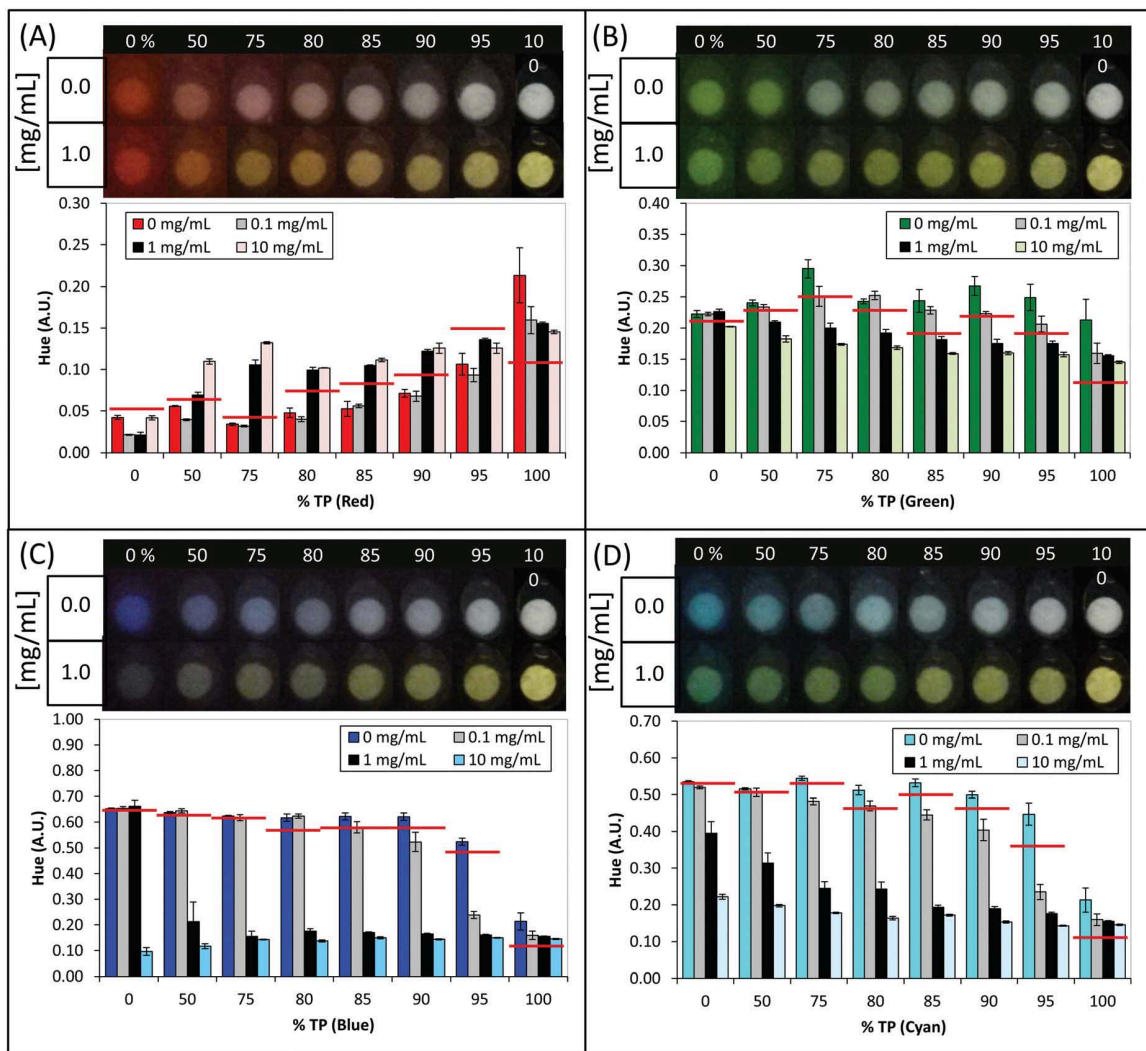 (A)
0 % 50 75 80 85 90 95 10
0
[mg/mL]
0.0
1.0
0.30
0.25
0.20
0.15
0.10
0.05
0.00
Hue (A.U.)
0 mg/mL 0.1 mg/mL
1 mg/mL 10 mg/mL
0 50 75 80 85 90 95 100
% TP (Red)
(B)
0 % 50 75 80 85 90 95 10
0
[mg/mL]
0.0
1.0
0.40
0.35
0.30
0.25
0.20
0.15
0.10
0.05
0.00
Hue (A.U.)
0 mg/mL 0.1 mg/mL
1 mg/mL 10 mg/mL
0 50 75 80 85 90 95 100
% TP (Green)
(C)
0 % 50 75 80 85 90 95 10
0
[mg/mL]
0.0
1.0
1.00
0.90
0.80
0.70
0.60
0.50
0.40
0.30
0.20
0.10
0.00
Hue (A.U.)
0 mg/mL 0.1 mg/mL
1 mg/mL 10 mg/mL
0 50 75 80 85 90 95 100
% TP (Blue)
(D)
0 % 50 75 80 85 90 95 10
0
[mg/mL]
0.0
1.0
0.70
0.60
0.50
0.40
0.30
0.20
0.10
0.00
Hue (A.U.)
0 mg/mL 0.1 mg/mL
1 mg/mL 10 mg/mL
0 50 75 80 85 90 95 100
% TP (Cyan)